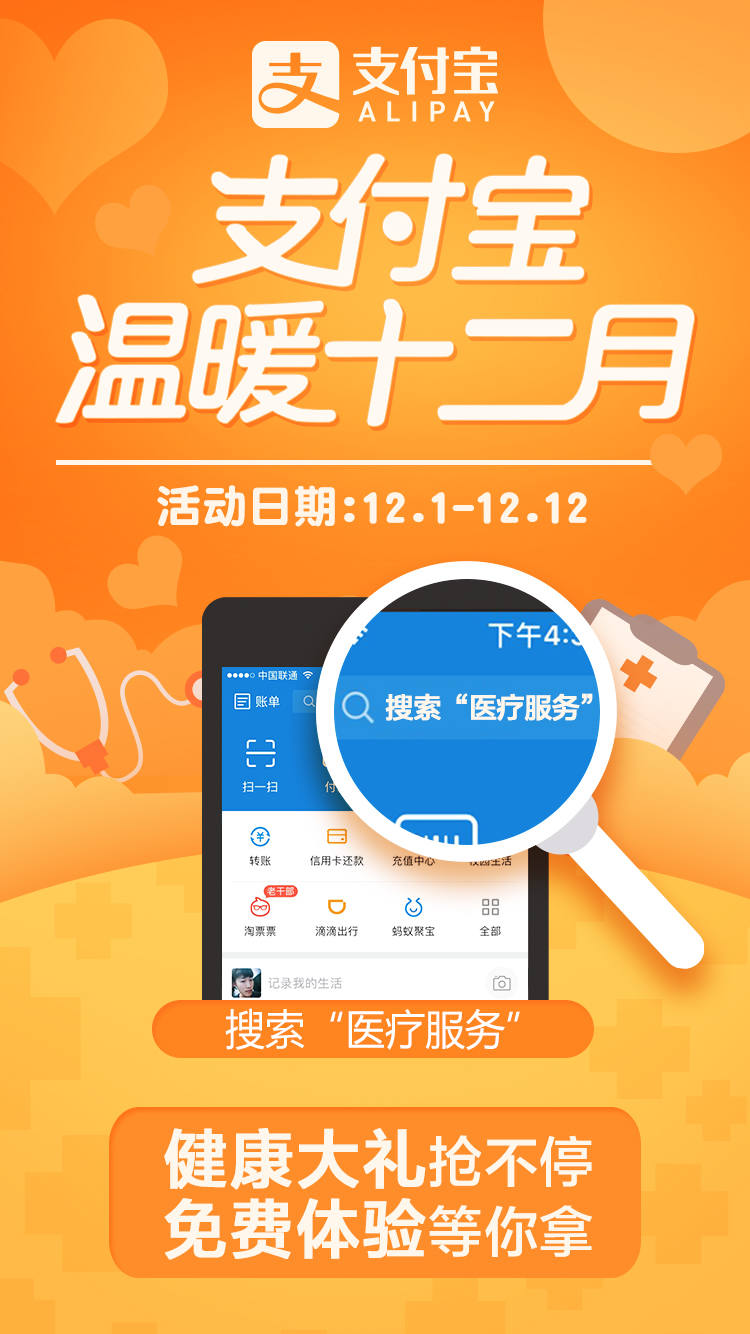 支付宝
ALIPAY
支付宝
温暖十二月
活动日期:12.1-12.12
下午4:
搜索“医疗服务”
中国联通
账单
扫一扫
付
转账
信用卡还款
充值中心
校园生活
老干部
淘票票
滴滴出行
蚂蚁聚宝
全部
记录我的生活
搜索“医疗服务”
健康大礼抢不停
免费体验等你拿